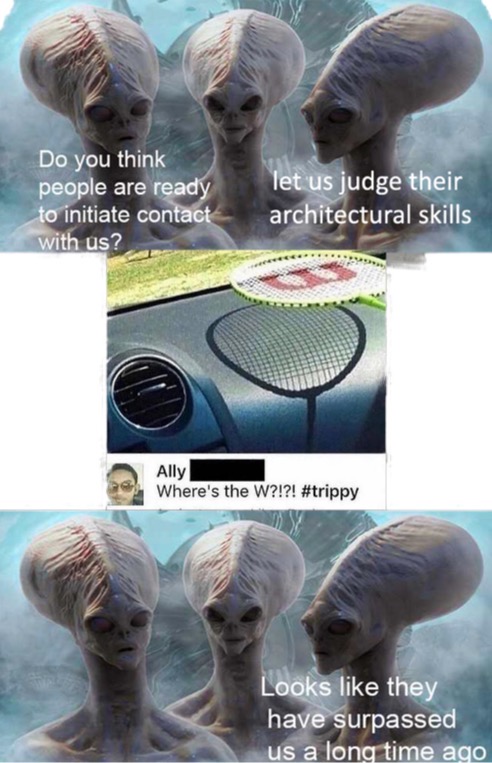 Do you think
people are ready
to initiate contact
with us?
let us judge their
architectural skills
W
Ally
Where's the W?!?! #trippy
Looks like they
have surpassed
us a long time ago